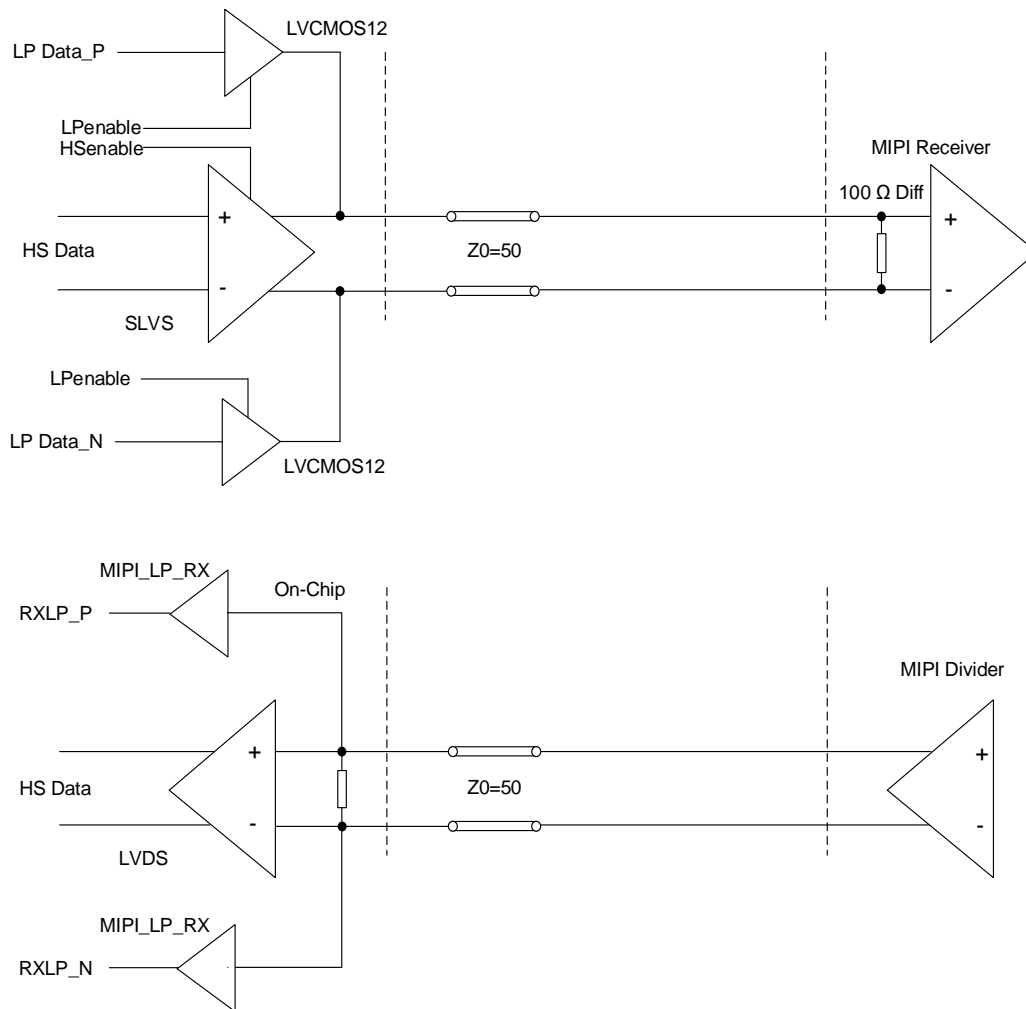 LVCMOS12
LP Data_P
LPenable
HSenable
MIPI Receiver
100 Ω Diff
+
+
HS Data
Z0=50
-
-
SLVS
LPenable
LP Data_N
LVCMOS12
MIPI_LP_RX
On-Chip
RXLP_P
MIPI Divider
+
+
HS Data
Z0=50
-
-
LVDS
MIPI_LP_RX
RXLP_N